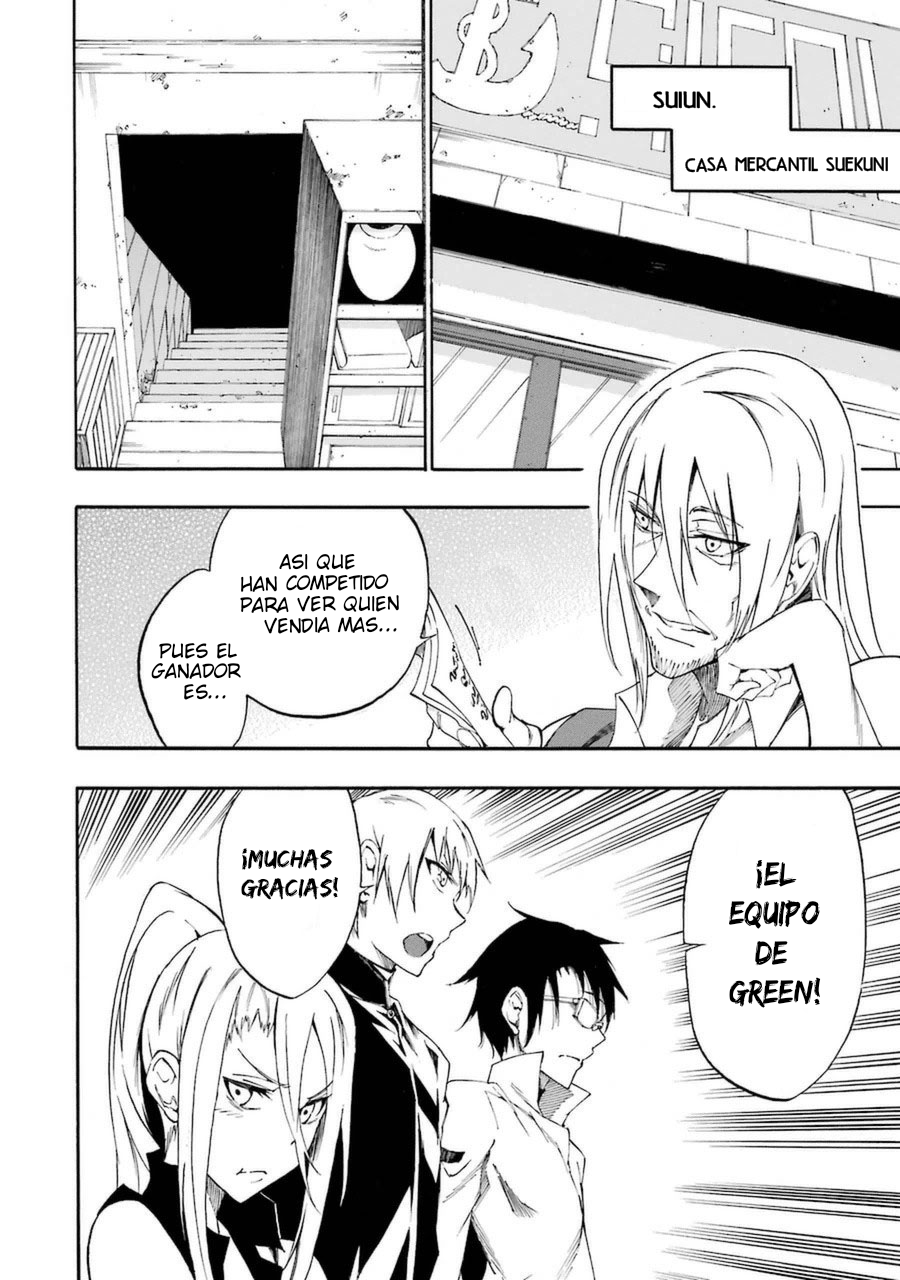 SUIUN.
CASA MERCANTIL SUEKUNI
ASI QUE
HAN COMPETIDO
PARA VER QUIEN
VENDIA MAS...
PUES EL
GANADOR
ES...
¡EL
EQUIPO
DE
GREEN!
¡MUCHAS
GRACIAS!